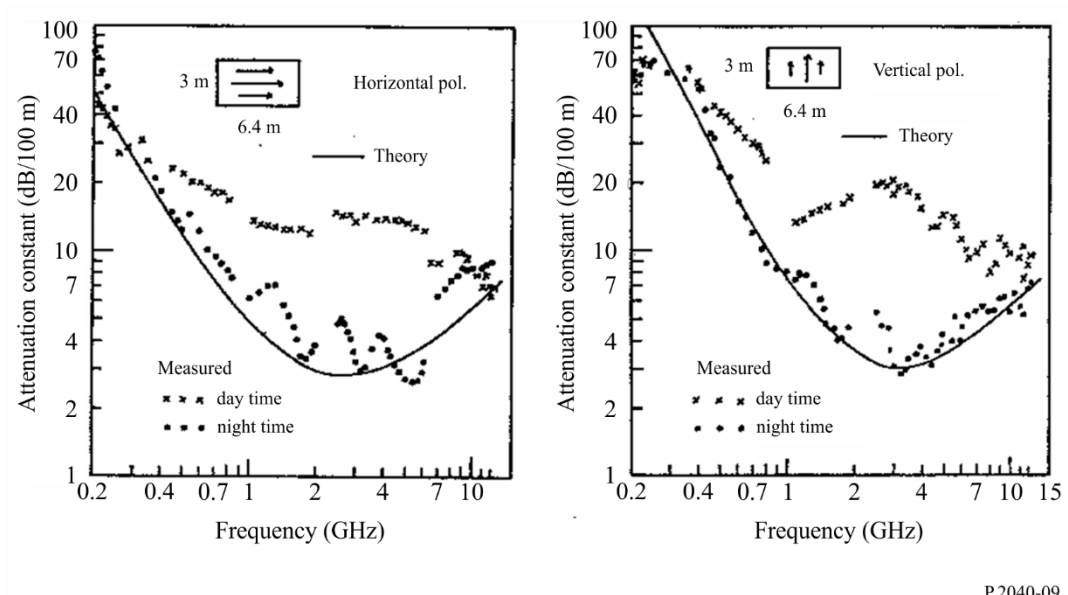 100
70
40
20
10
7
4
2
1
Attenuation constant (dB/100 m)
3 m
6.4 m
Horizontal pol.
Theory
Measured
day time
night time
0.2
0.4
0.7
1
2
4
7
10
Frequency (GHz)
100
70
40
20
10
7
4
2
1
Attenuation constant (dB/100 m)
3 m
6.4 m
Vertical pol.
Theory
Measured
day time
night time
0.2
0.4
0.7
1
2
4
7
10
15
Frequency (GHz)
P.2040-09